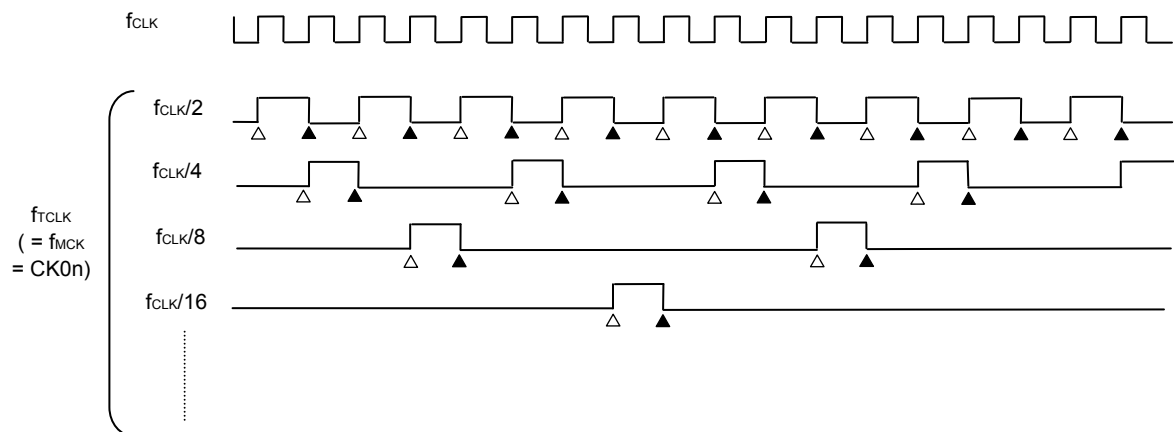 fCLK
fCLK/2
fCLK/4
fTCLK
( = fMCK
= CK0n)
fCLK/8
fCLK/16